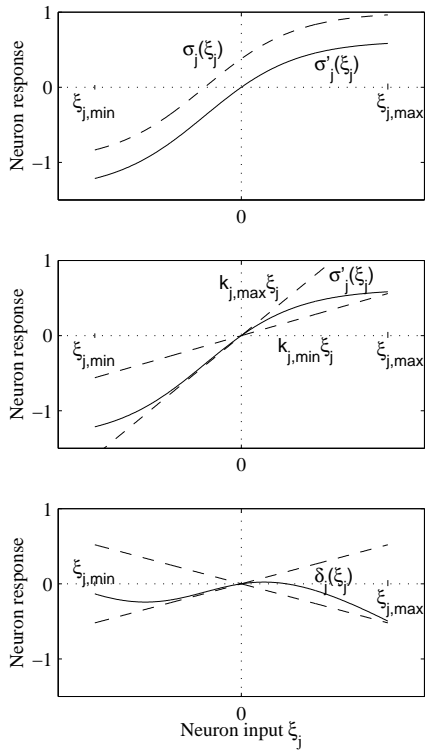 1
0
−1
Neuron response
σj(ξj)
σ'j(ξj)
ξj,min
ξj,max
0
1
0
−1
Neuron response
kj,maxξj
σ'j(ξj)
kj,minξj
ξj,min
ξj,max
0
1
0
−1
Neuron response
ξj,min
δj(ξj)
ξj,max
0
Neuron input ξj